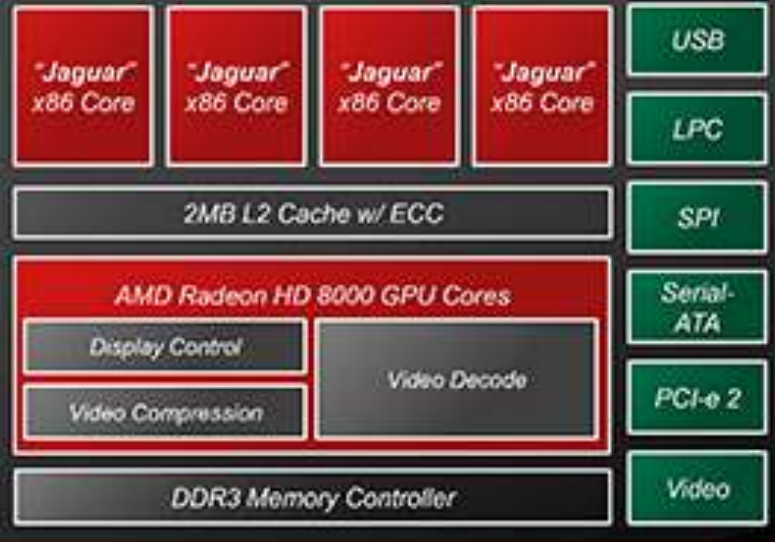 "Jaguar"
x86 Core
"Jaguar"
x86 Core
"Jaguar"
x86 Core
"Jaguar"
x86 Core
2MB L2 Cache w/ ECC
AMD Radeon HD 8000 GPU Cores
Display Control
Video Compression
Video Decode
DDR3 Memory Controller
USB
LPC
SPI
Serial-
ATA
PCI-e 2
Video